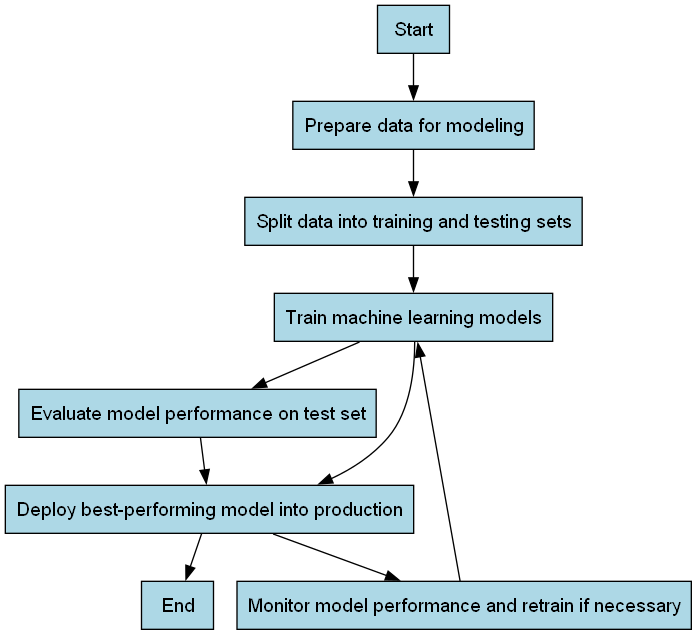 Start
Prepare data for modeling
Split data into training and testing sets
Train machine learning models
Evaluate model performance on test set
Deploy best-performing model into production
End
Monitor model performance and retrain if necessary